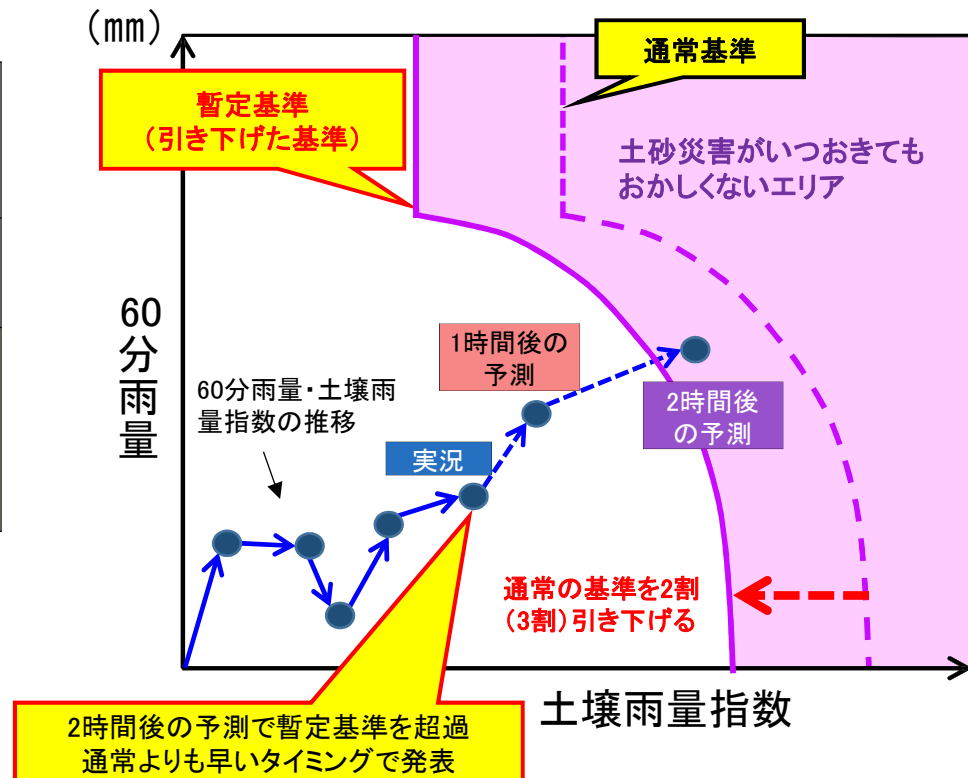 (mm)
通常基準
暫定基準
(引き下げた基準)
土砂災害がいつおきても
おかしくないエリア
60
分
雨
量
1時間後の
予測
60分雨量・土壌雨
量指数の推移
2時間後
の予測
実況
通常の基準を2割
(3割)引き下げる
土壌雨量指数
2時間後の予測で暫定基準を超過
通常よりも早いタイミングで発表